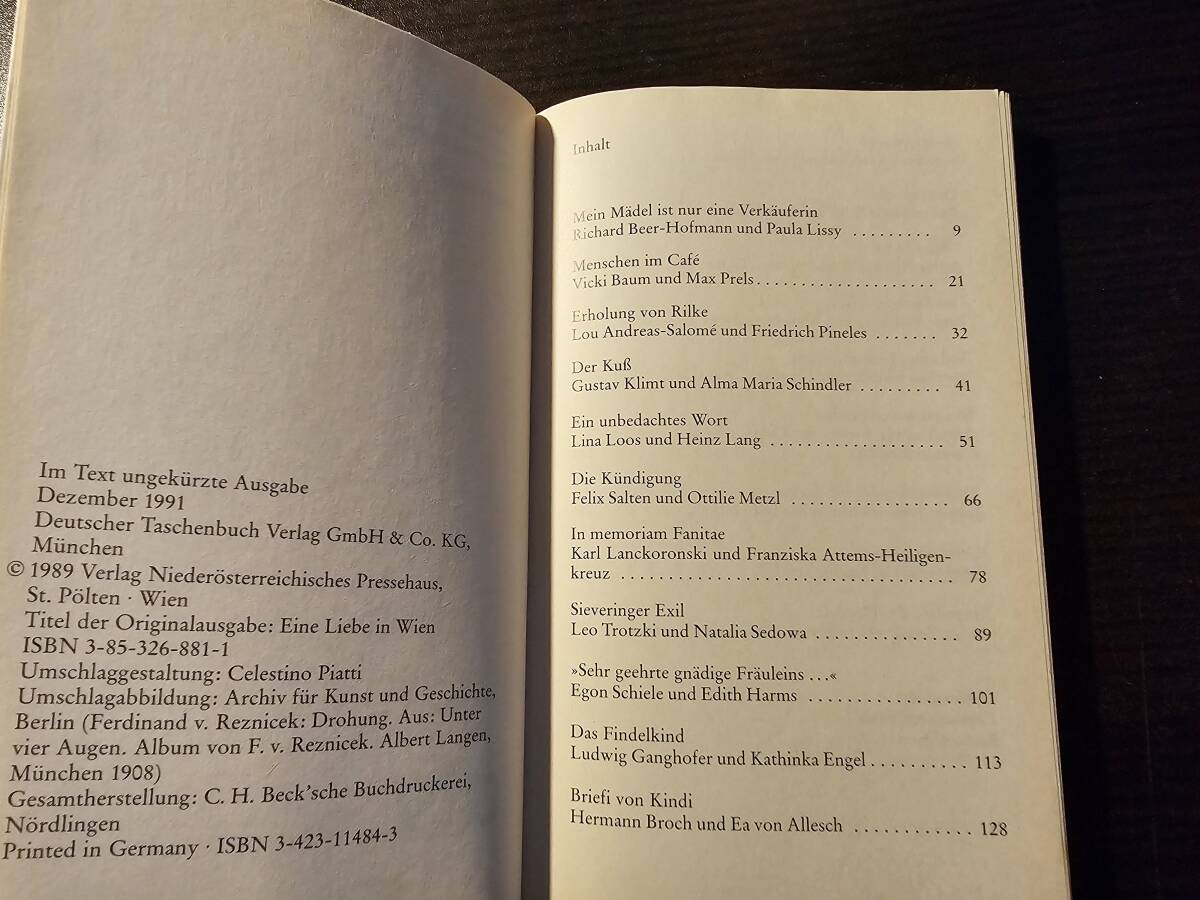 Im Text ungekürzte Ausgabe
Dezember 1991
Deutscher Taschenbuch Verlag GmbH & Co. KG,
München
© 1989 Verlag Niederösterreichisches Pressehaus,
St. Pölten · Wien
Titel der Originalausgabe: Eine Liebe in Wien
ISBN 3-85-326-881-1
Umschlaggestaltung: Celestino Piatti
Umschlagabbildung: Archiv für Kunst und Geschichte,
Berlin (Ferdinand v. Reznicek: Drohung. Aus: Unter
vier Augen. Album von F. v. Reznicek. Albert Langen,
München 1908)
Gesamtherstellung: C. H. Beck'sche Buchdruckerei,
Nördlingen
Printed in Germany · ISBN 3-423-11484-3
Inhalt
Mein Mädel ist nur eine Verkäuferin
Richard Beer-Hofmann und Paula Lissy ......... 9
Menschen im Café
Vicki Baum und Max Prels.................... 21
Erholung von Rilke
Lou Andreas-Salomé und Friedrich Pineles ....... 32
Der Kuß
Gustav Klimt und Alma Maria Schindler ......... 41
Ein unbedachtes Wort
Lina Loos und Heinz Lang ................... 51
Die Kündigung
Felix Salten und Ottilie Metzl ................. 66
In memoriam Fanitae
Karl Lanckoronski und Franziska Attems-Heiligen-
kreuz .................................... 78
Sieveringer Exil
Leo Trotzki und Natalia Sedowa ............... 89
»Sehr geehrte gnädige Fräuleins ...«
Egon Schiele und Edith Harms ................ 101
Das Findelkind
Ludwig Ganghofer und Kathinka Engel.......... 113
Briefi von Kindi
Hermann Broch und Ea von Allesch ............ 128